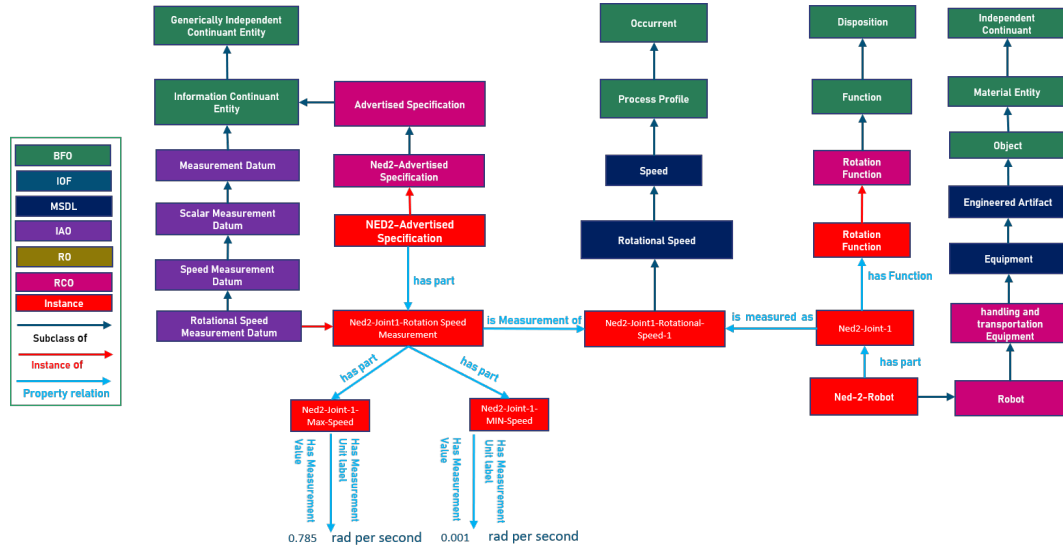 Generically Independent
Continuant Entity
Occurrent
Disposition
Independent
Continuant
Information Continuant
Entity
Advertised Specification
Process Profile
Function
Material Entity
BFO
IOF
MSDL
IAO
RO
RCO
Instance
Subclass of
Instance of
Property relation
Measurement Datum
Ned2-Advertised
Specification
Speed
Rotation
Function
Object
Scalar Measurement
Datum
NED2-Advertised
Specification
Rotational Speed
Rotation
Function
Engineered Artifact
Speed Measurement
Datum
has part
has Function
Equipment
Rotational Speed
Measurement Datum
Ned2-Joint1-Rotation Speed
Measurement
is Measurement of
Ned2-Joint1-Rotational-
Speed-1
is measured as
Ned2-Joint-1
handling and
transportation
Equipment
has part
has part
has part
Ned-2-Robot
Robot
Ned2-Joint-1-
Max-Speed
Ned2-Joint-1-
MIN-Speed
Has Measurement
Value
Has Measurement
Unit label
Has Measurement
Value
Has Measurement
Unit label
0.785
rad per second
0.001
rad per second